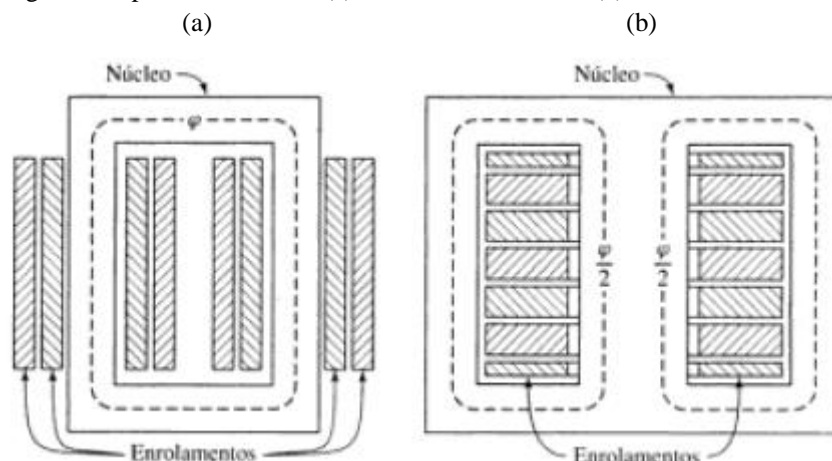 (a) (b)
Núcleo Núcleo
φ
φ/2 φ/2
Enrolamentos Enrolamentos